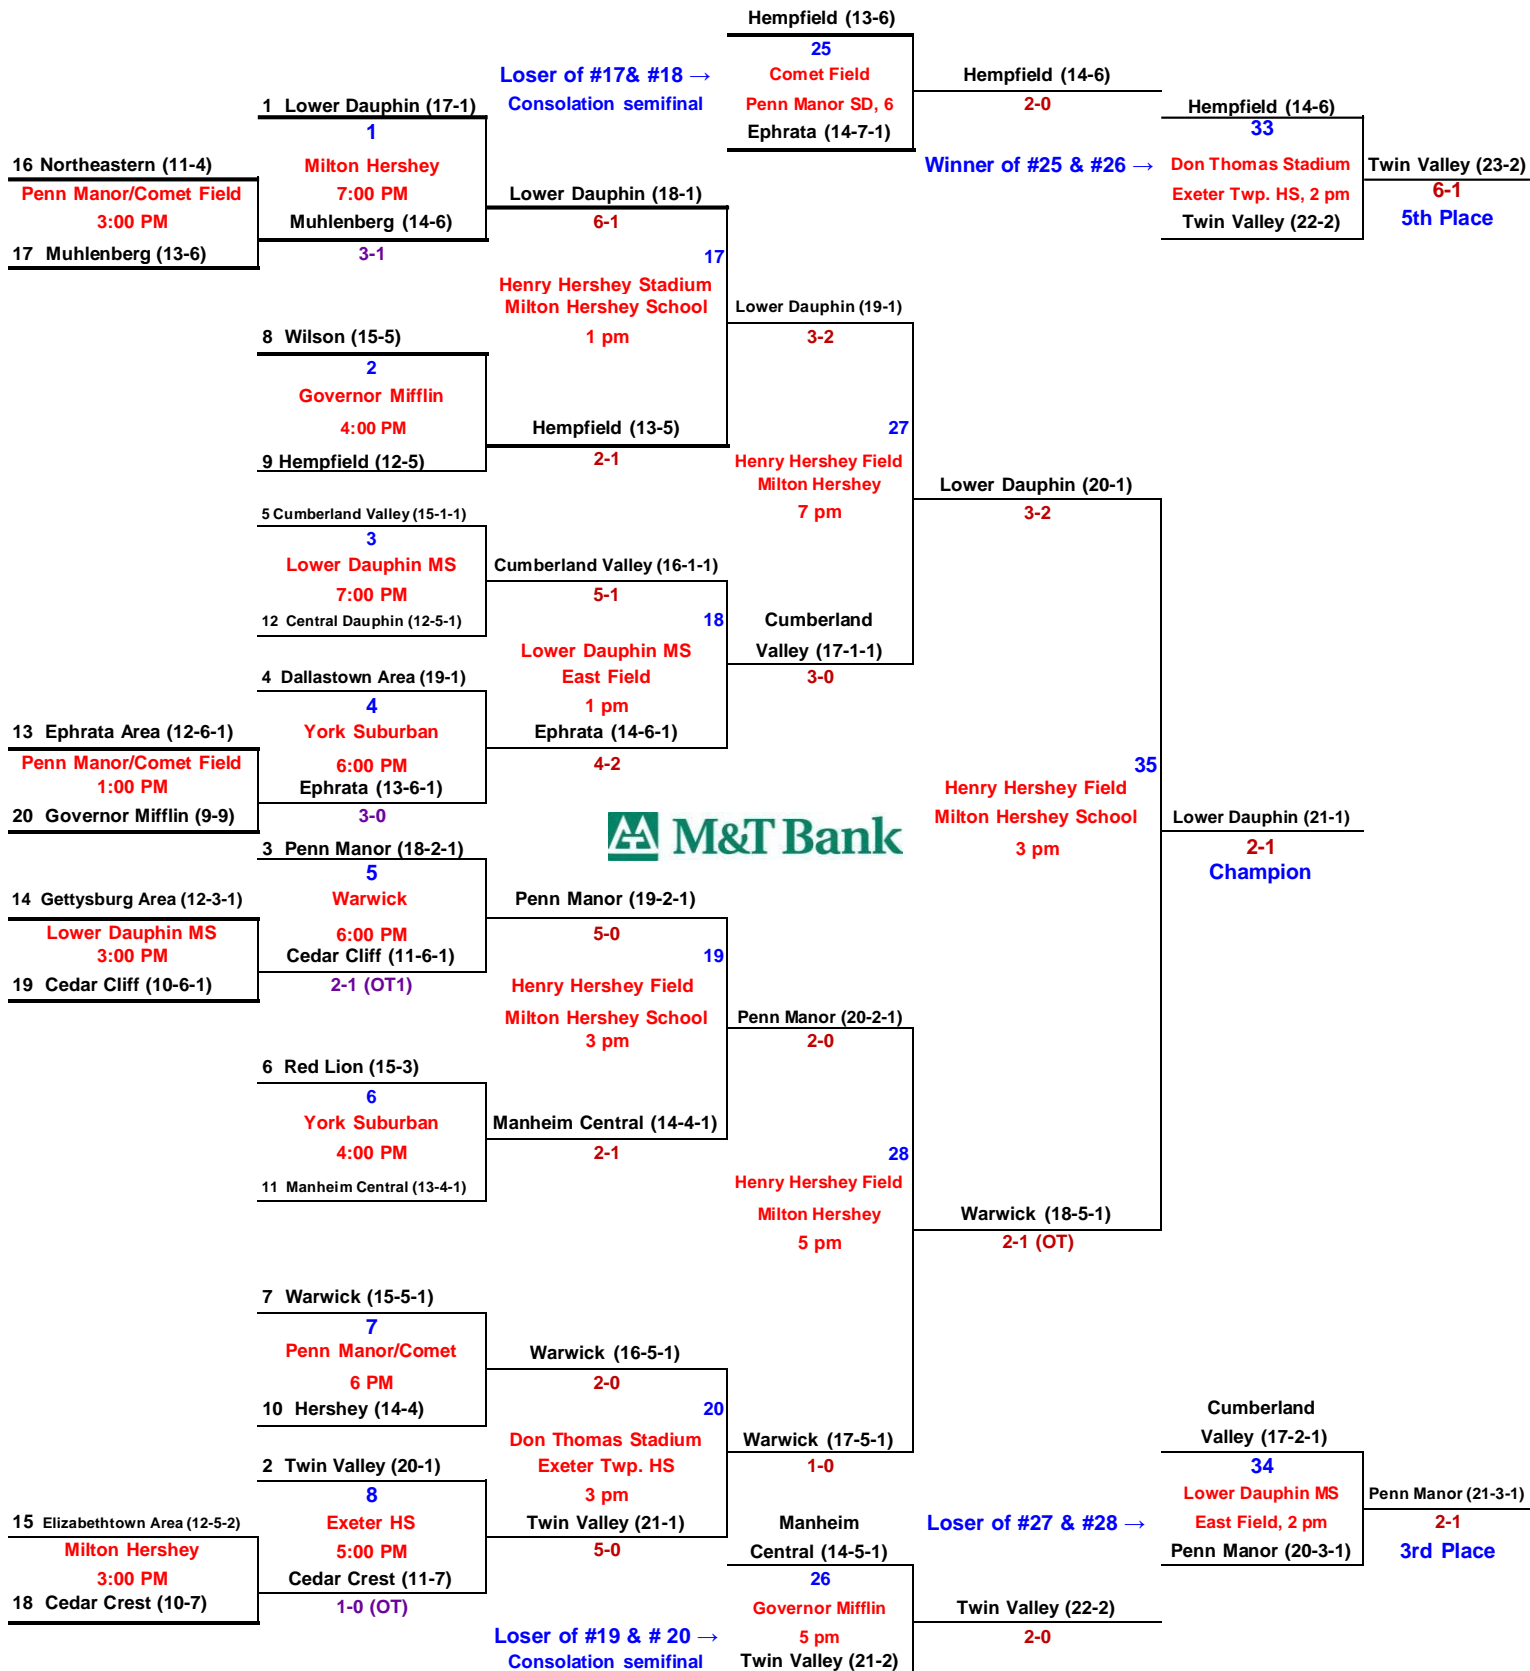 Hempfield (13-6)
25
Loser of #17& #18 →
Comet Field
Hempfield (14-6)
Consolation semifinal
Penn Manor SD, 6
2-0
1 Lower Dauphin (17-1)
Hempfield (14-6)
1
Ephrata (14-7-1)
33
16 Northeastern (11-4)
Milton Hershey
Winner of #25 & #26 →
Don Thomas Stadium
Twin Valley (23-2)
Penn Manor/Comet Field
7:00 PM
Lower Dauphin (18-1)
Exeter Twp. HS, 2 pm
6-1
3:00 PM
Muhlenberg (14-6)
6-1
Twin Valley (22-2)
5th Place
17 Muhlenberg (13-6)
3-1
17
Henry Hershey Stadium
Milton Hershey School
Lower Dauphin (19-1)
8 Wilson (15-5)
1 pm
3-2
2
Governor Mifflin
4:00 PM
Hempfield (13-5)
27
9 Hempfield (12-5)
2-1
Henry Hershey Field
Milton Hershey
Lower Dauphin (20-1)
5 Cumberland Valley (15-1-1)
7 pm
3-2
3
Lower Dauphin MS
Cumberland Valley (16-1-1)
7:00 PM
5-1
12 Central Dauphin (12-5-1)
18
Cumberland
Lower Dauphin MS
Valley (17-1-1)
4 Dallastown Area (19-1)
East Field
3-0
4
1 pm
13 Ephrata Area (12-6-1)
York Suburban
Ephrata (14-6-1)
Penn Manor/Comet Field
6:00 PM
4-2
35
1:00 PM
Ephrata (13-6-1)
Henry Hershey Field
20 Governor Mifflin (9-9)
3-0
Milton Hershey School
Lower Dauphin (21-1)
M&T Bank
3 Penn Manor (18-2-1)
3 pm
2-1
5
Champion
14 Gettysburg Area (12-3-1)
Warwick
Penn Manor (19-2-1)
Lower Dauphin MS
6:00 PM
5-0
3:00 PM
Cedar Cliff (11-6-1)
19
19 Cedar Cliff (10-6-1)
2-1 (OT1)
Henry Hershey Field
Milton Hershey School
Penn Manor (20-2-1)
3 pm
2-0
6 Red Lion (15-3)
6
York Suburban
Manheim Central (14-4-1)
4:00 PM
2-1
28
11 Manheim Central (13-4-1)
Henry Hershey Field
Milton Hershey
Warwick (18-5-1)
5 pm
2-1 (OT)
7 Warwick (15-5-1)
7
Penn Manor/Comet
Warwick (16-5-1)
6 PM
2-0
10 Hershey (14-4)
20
Cumberland
Don Thomas Stadium
Warwick (17-5-1)
Valley (17-2-1)
2 Twin Valley (20-1)
Exeter Twp. HS
1-0
34
8
3 pm
Lower Dauphin MS
Penn Manor (21-3-1)
15 Elizabethtown Area (12-5-2)
Exeter HS
Twin Valley (21-1)
Manheim
Loser of #27 & #28 →
East Field, 2 pm
2-1
Milton Hershey
5:00 PM
5-0
Central (14-5-1)
Penn Manor (20-3-1)
3rd Place
3:00 PM
Cedar Crest (11-7)
26
18 Cedar Crest (10-7)
1-0 (OT)
Governor Mifflin
Twin Valley (22-2)
Loser of #19 & # 20 →
5 pm
2-0
Consolation semifinal
Twin Valley (21-2)